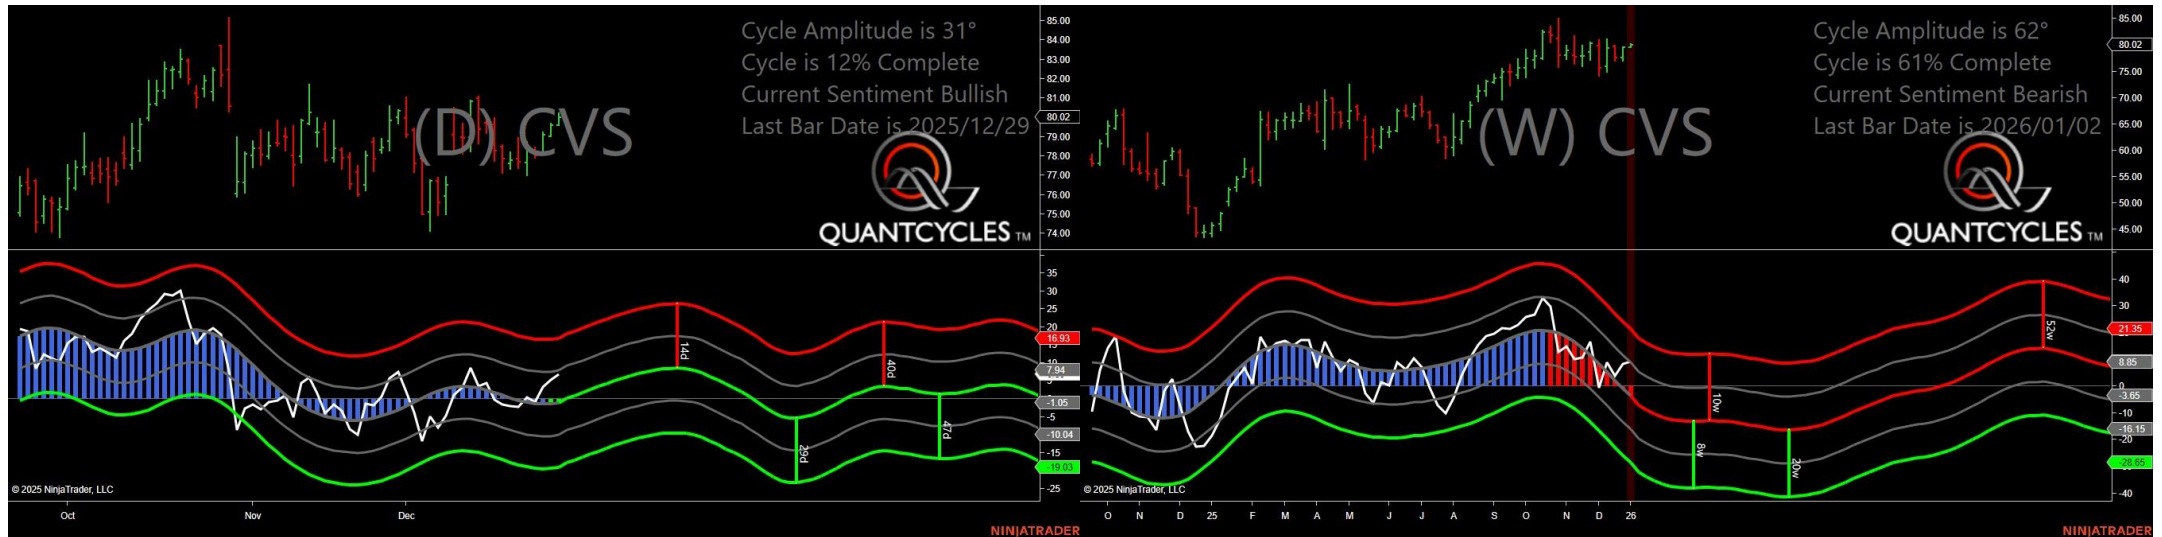 Cycle Amplitude is 31°
Cycle is 12% Complete
Current Sentiment Bullish
Last Bar Date is 2025/12/29
(D) CVS
QUANTCYCLES TM
85.00
84.00
83.00
82.00
81.00
80.02
79.00
78.00
77.00
76.00
75.00
74.00
35
30
25
20
16.93
15
10
7.94
-1.05
-5
-10.04
-15
-19.03
-25
14d
40d
29d
47d
© 2025 NinjaTrader, LLC
Oct Nov Dec
NINJATRADER
Cycle Amplitude is 62°
Cycle is 61% Complete
Current Sentiment Bearish
Last Bar Date is 2026/01/02
(W) CVS
QUANTCYCLES TM
85.00
80.02
75.00
70.00
65.00
60.00
55.00
50.00
45.00
40
30
21.35
8.85
0
-3.65
-10
-16.15
-20
-28.65
-40
52w
10w
8w
20w
© 2025 NinjaTrader, LLC
O N D 25 F M A M J J A S O N D 26
NINJATRADER